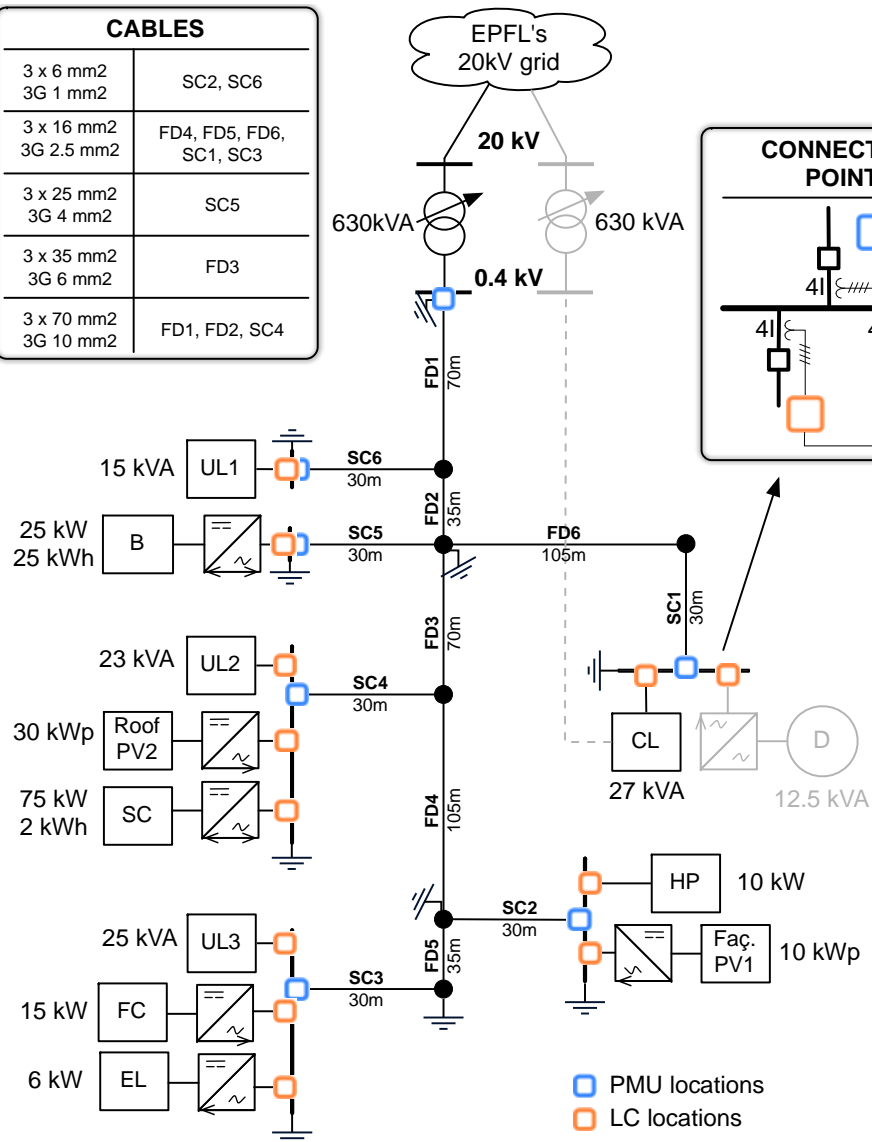 CABLES
3 x 6 mm2
3G 1 mm2
SC2, SC6
3 x 16 mm2
3G 2.5 mm2
FD4, FD5, FD6,
SC1, SC3
3 x 25 mm2
3G 4 mm2
SC5
3 x 35 mm2
3G 6 mm2
FD3
3 x 70 mm2
3G 10 mm2
FD1, FD2, SC4
EPFL's
20kV grid
20 kV
630kVA
630 kVA
0.4 kV
CONNECT
POINT
4I
4I
4
FD1
70m
15 kVA
UL1
SC6
30m
FD2
35m
25 kW
25 kWh
B
SC5
30m
FD6
105m
SC1
30m
FD3
70m
23 kVA
UL2
SC4
30m
30 kWp
Roof
PV2
75 kW
2 kWh
SC
CL
27 kVA
D
12.5 kVA
FD4
105m
HP
10 kW
SC2
30m
Faç.
PV1
10 kWp
25 kVA
UL3
FD5
35m
SC3
30m
15 kW
FC
6 kW
EL
PMU locations
LC locations